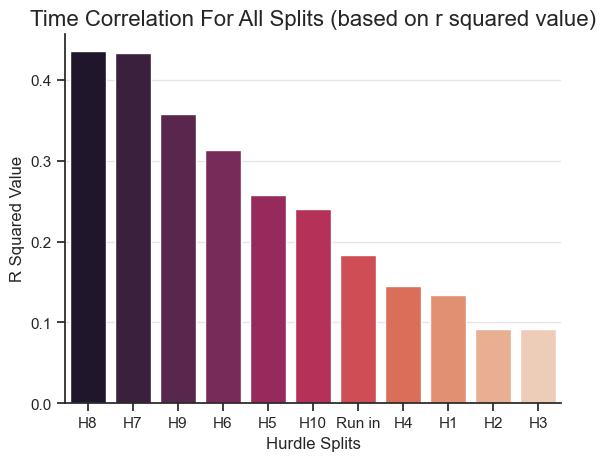 Time Correlation For All Splits (based on r squared value)
R Squared Value
0.4
0.3
0.2
0.1
0.0
H8 H7 H9 H6 H5 H10 Run in H4 H1 H2 H3
Hurdle Splits